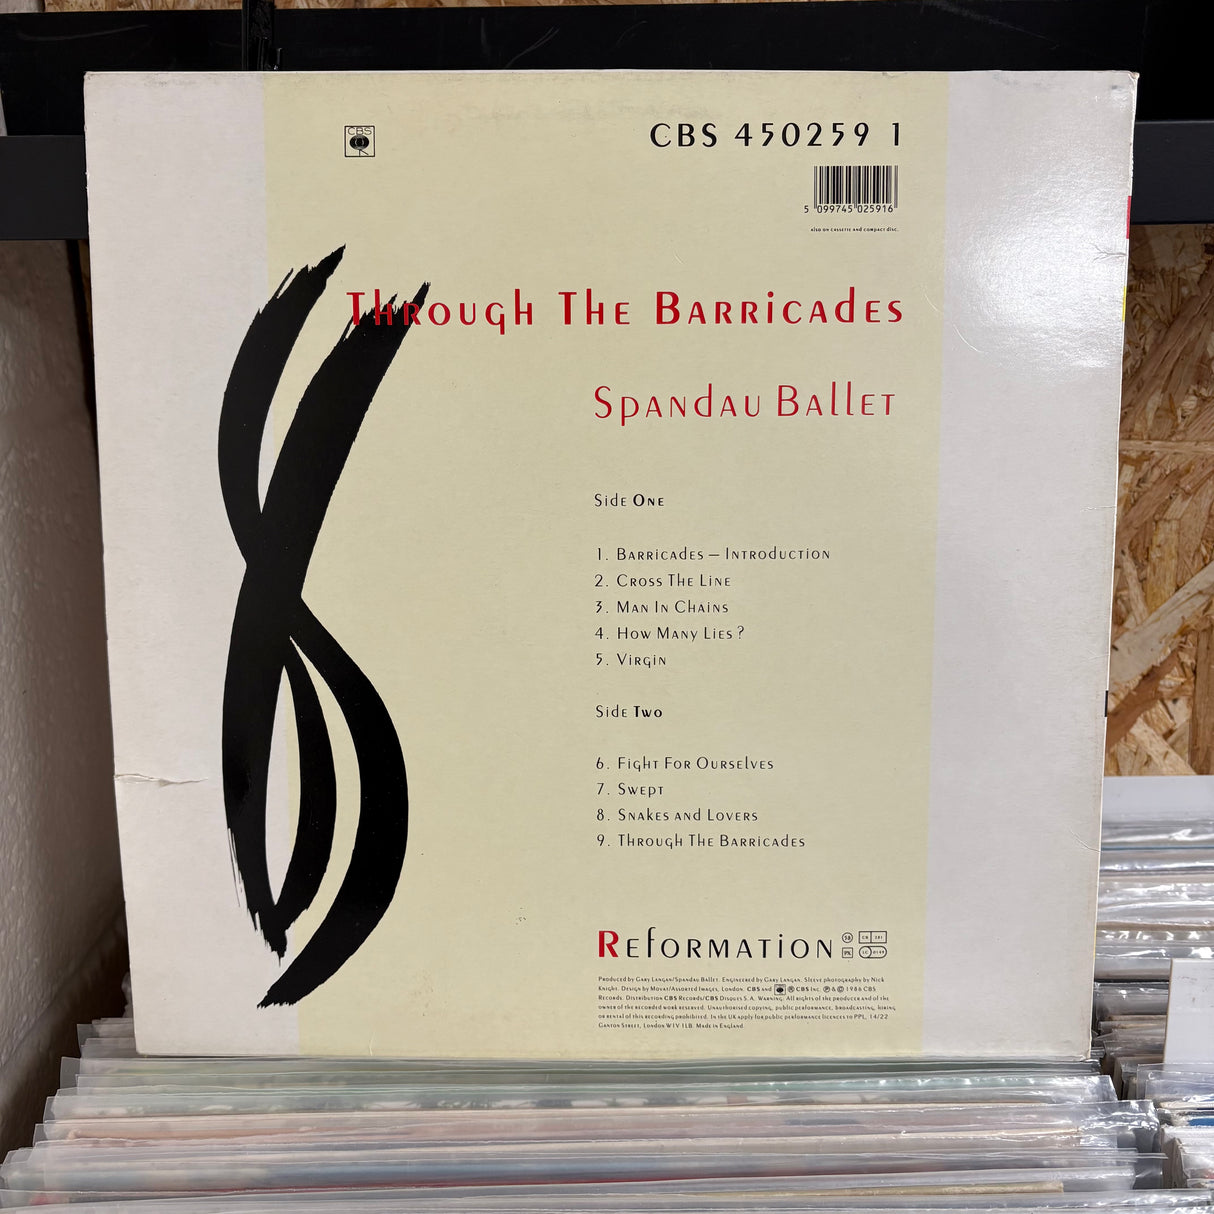 CBS
CBS 450259 1
5 099745 025916
ALSO ON CASSETTE AND COMPACT DISC.
Through The Barricades
Spandau Ballet
Side One
1. Barricades – Introduction
2. Cross The Line
3. Man In Chains
4. How Many Lies?
5. Virgin
Side Two
6. Fight For Ourselves
7. Swept
8. Snakes and Lovers
9. Through The Barricades
Reformation
Produced by Gary Langan/Spandau Ballet. Engineered by Gary Langan. Sleeve photography by Nick
Knight. Design by Mouat/Assorted Images, London. CBS and ® CBS Inc. ℗ & © 1986 CBS
Records. Distribution CBS Records/CBS Disques S.A. Warning: All rights of the producer and of the
owner of the recorded work reserved. Unauthorised copying, public performance, broadcasting, hiring
or rental of this recording prohibited. In the UK apply for public performance licences to PPL, 14/22
Ganton Street, London W1V 1LB. Made in England.